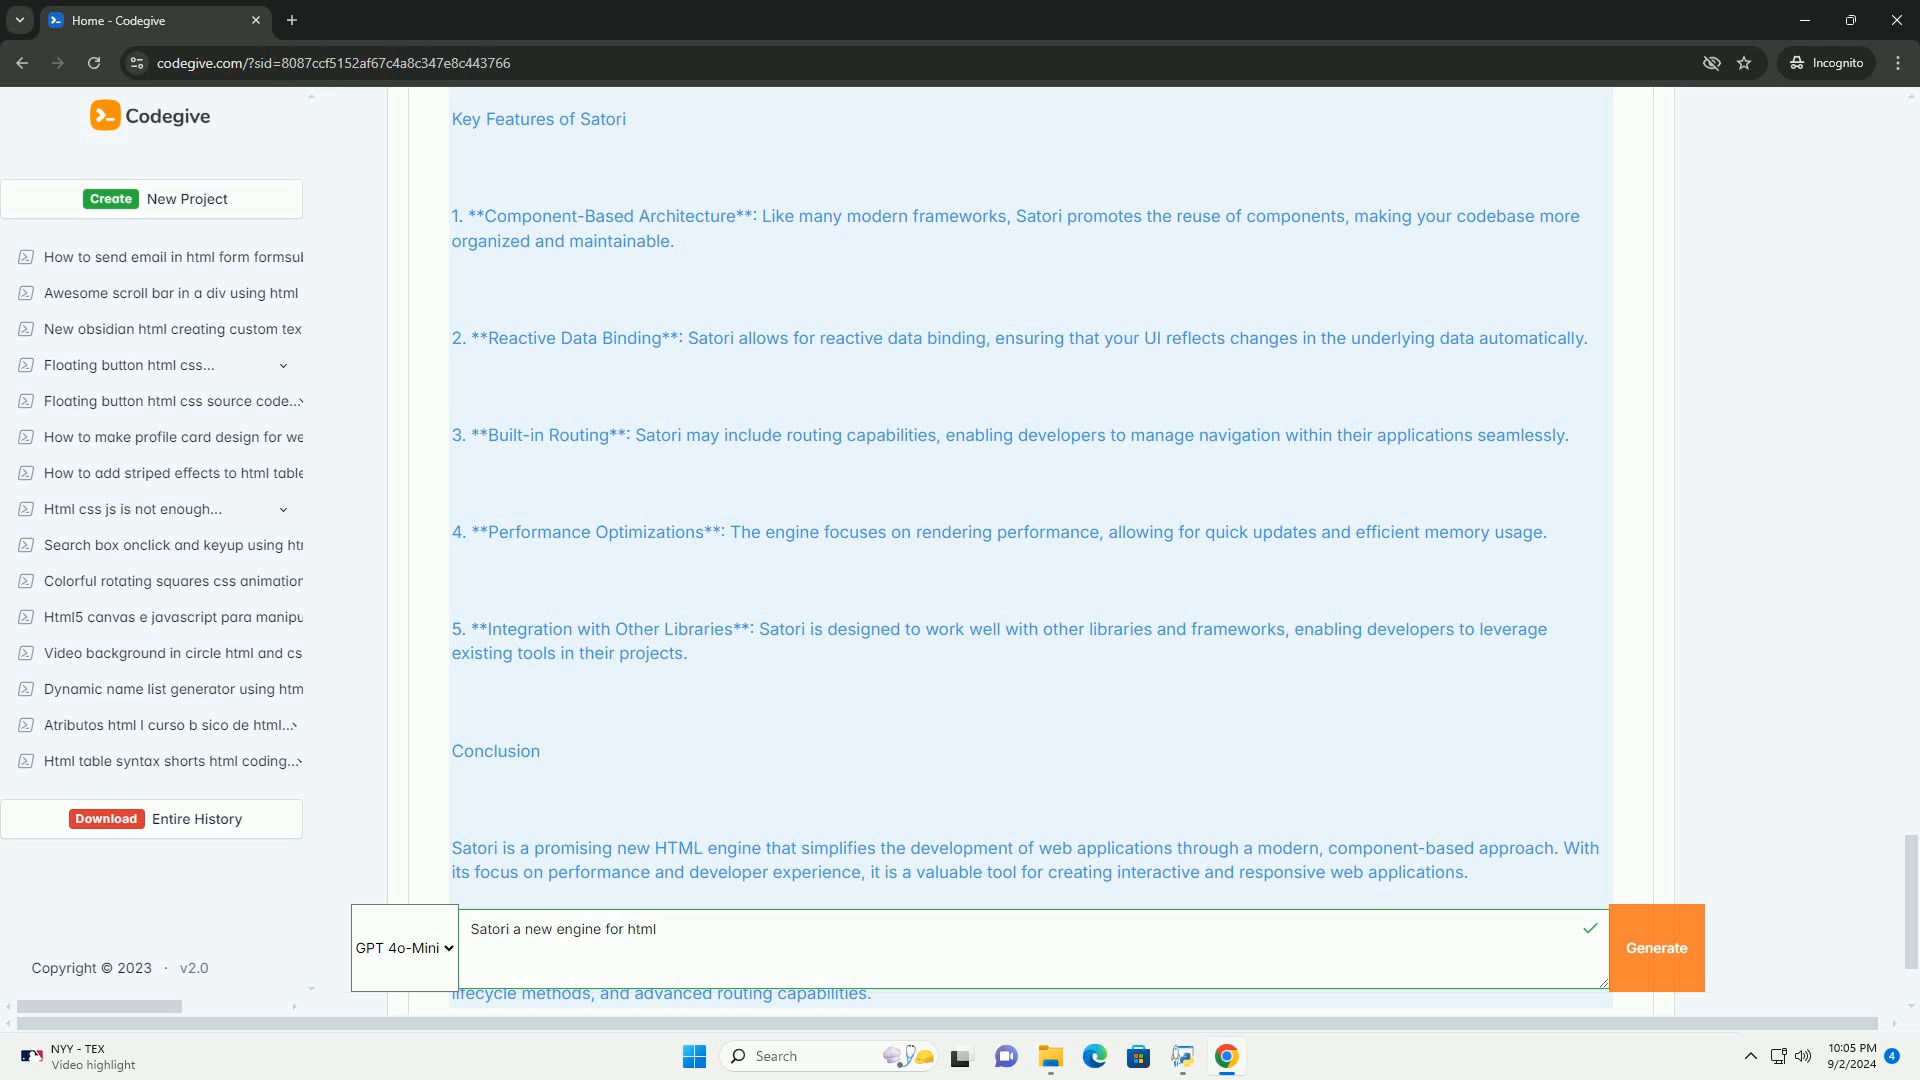 Home - Codegive
codegive.com/?sid=8087ccf5152af67c4a8c347e8c443766
Incognito
Codegive
Create New Project
How to send email in html form formsul
Awesome scroll bar in a div using html
New obsidian html creating custom tex
Floating button html css...
Floating button html css source code...
How to make profile card design for we
How to add striped effects to html table
Html css js is not enough...
Search box onclick and keyup using ht
Colorful rotating squares css animation
Html5 canvas e javascript para manipu
Video background in circle html and cs
Dynamic name list generator using htm
Atributos html l curso b sico de html...
Html table syntax shorts html coding...
Download Entire History
Copyright © 2023 · v2.0
Key Features of Satori
1. **Component-Based Architecture**: Like many modern frameworks, Satori promotes the reuse of components, making your codebase more
organized and maintainable.
2. **Reactive Data Binding**: Satori allows for reactive data binding, ensuring that your UI reflects changes in the underlying data automatically.
3. **Built-in Routing**: Satori may include routing capabilities, enabling developers to manage navigation within their applications seamlessly.
4. **Performance Optimizations**: The engine focuses on rendering performance, allowing for quick updates and efficient memory usage.
5. **Integration with Other Libraries**: Satori is designed to work well with other libraries and frameworks, enabling developers to leverage
existing tools in their projects.
Conclusion
Satori is a promising new HTML engine that simplifies the development of web applications through a modern, component-based approach. With
its focus on performance and developer experience, it is a valuable tool for creating interactive and responsive web applications.
GPT 4o-Mini
Satori a new engine for html
Generate
lifecycle methods, and advanced routing capabilities.
NYY - TEX
Video highlight
Search
10:05 PM
9/2/2024
4